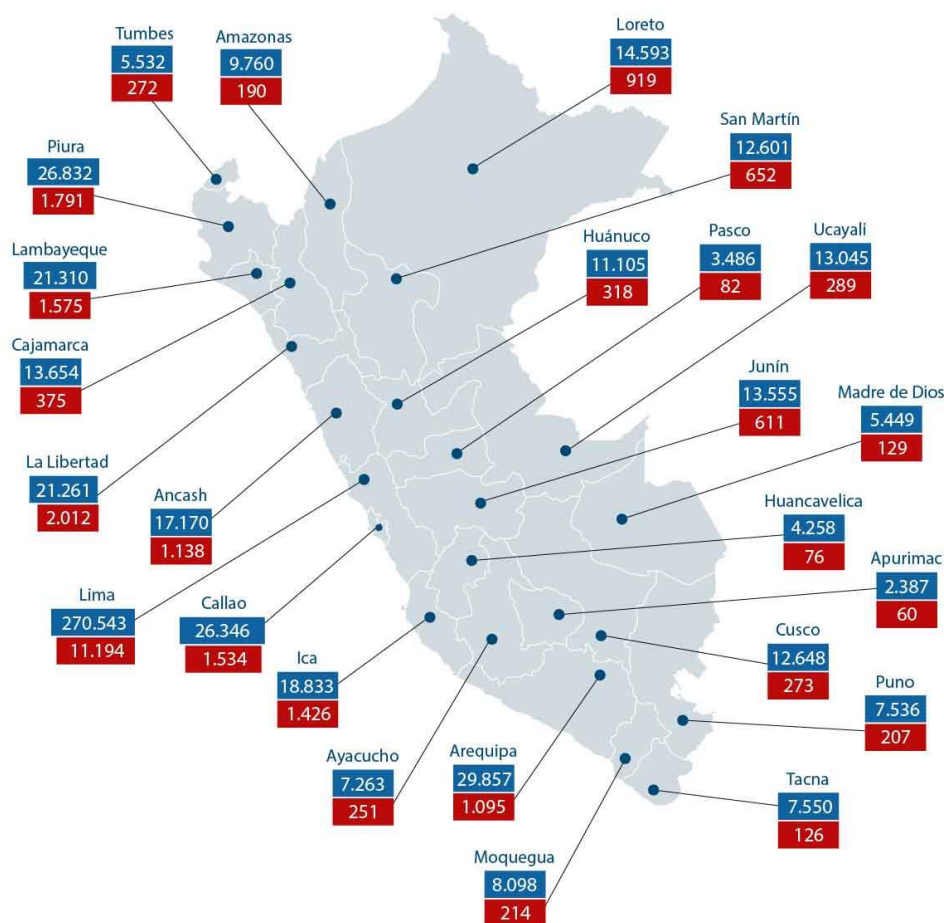 Tumbes
5.532
272
Amazonas
9.760
190
Loreto
14.593
919
San Martín
12.601
652
Piura
26.832
1.791
Lambayeque
21.310
1.575
Huánuco
11.105
318
Pasco
3.486
82
Ucayali
13.045
289
Cajamarca
13.654
375
Junín
13.555
611
Madre de Dios
5.449
129
La Libertad
21.261
2.012
Ancash
17.170
1.138
Huancavelica
4.258
76
Apurimac
2.387
60
Lima
270.543
11.194
Callao
26.346
1.534
Ica
18.833
1.426
Cusco
12.648
273
Puno
7.536
207
Ayacucho
7.263
251
Arequipa
29.857
1.095
Tacna
7.550
126
Moquegua
8.098
214